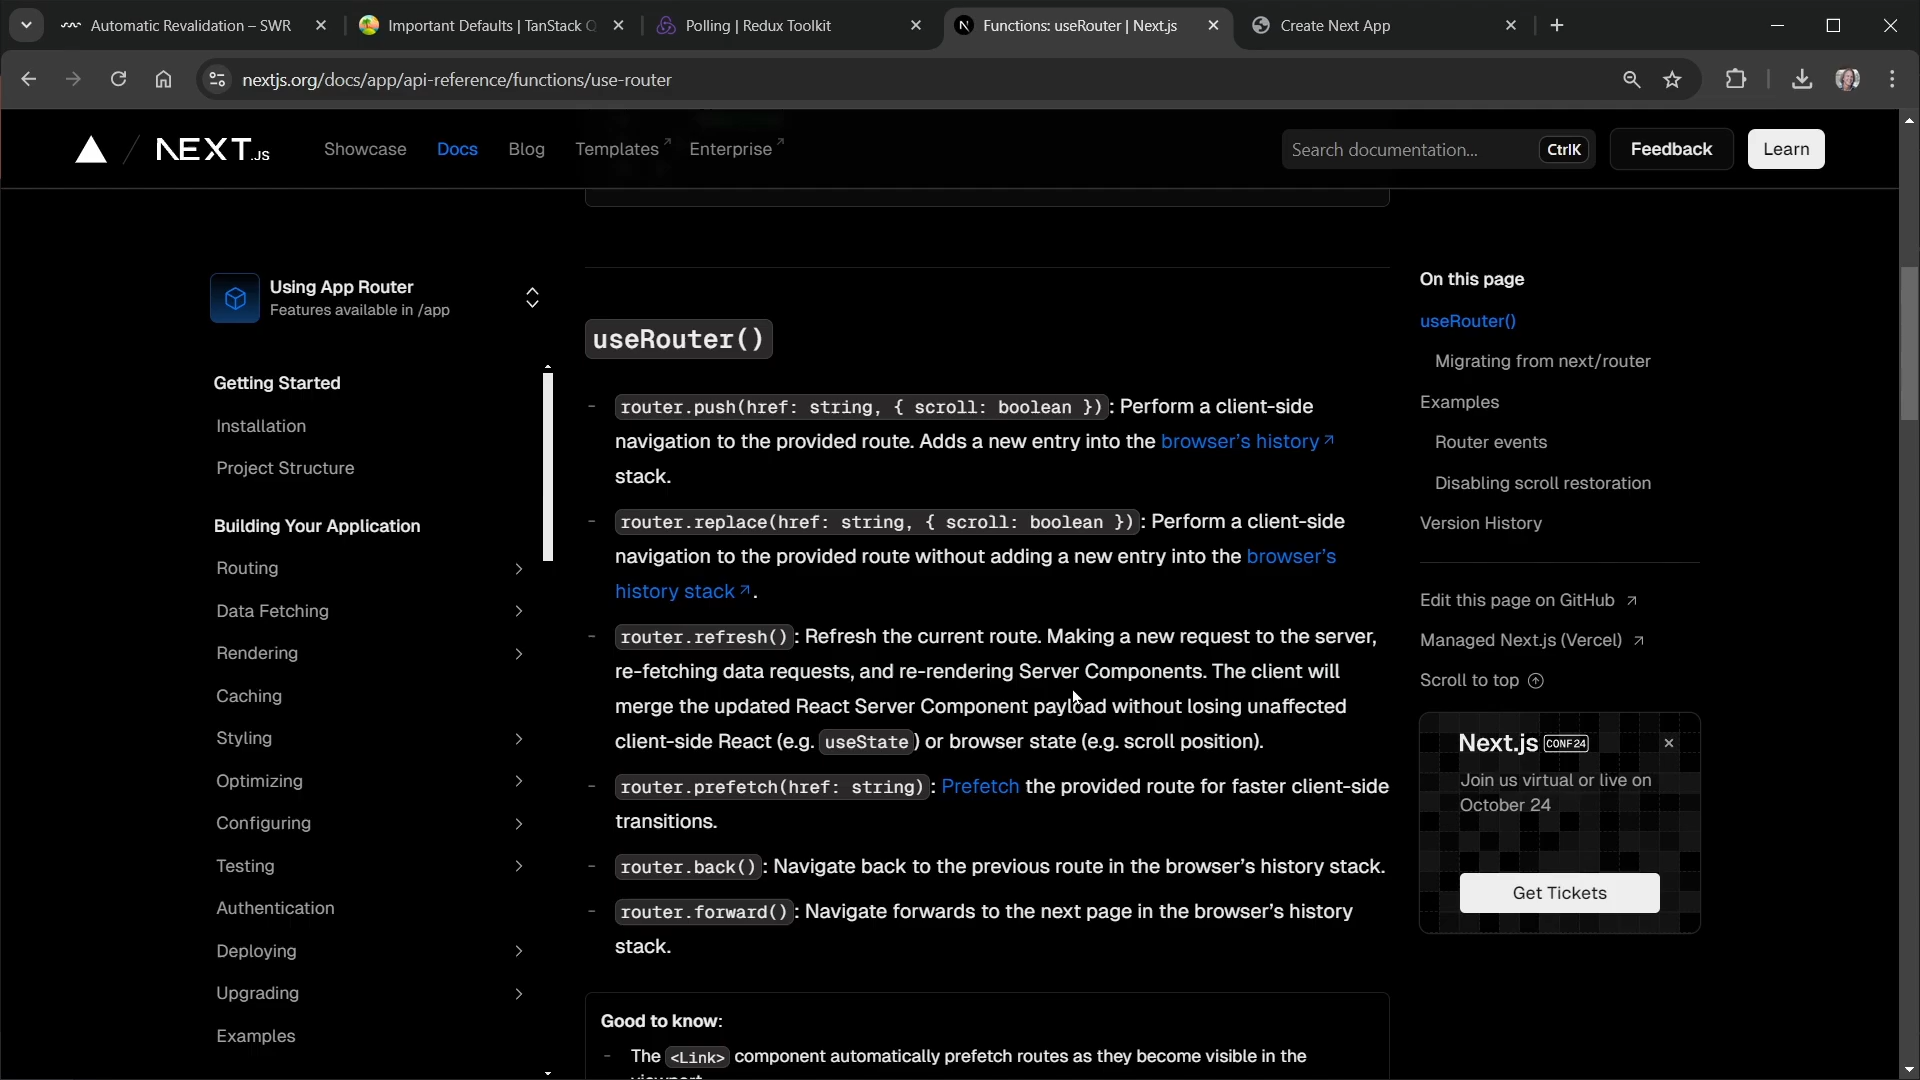 Automatic Revalidation – SWR
Important Defaults | TanStack Q
Polling | Redux Toolkit
Functions: useRouter | Next.js
Create Next App
nextjs.org/docs/app/api-reference/functions/use-router
NEXT.JS
Showcase
Docs
Blog
Templates
Enterprise
Search documentation...
CtrlK
Feedback
Learn
Using App Router
Features available in /app
Getting Started
Installation
Project Structure
Building Your Application
Routing
Data Fetching
Rendering
Caching
Styling
Optimizing
Configuring
Testing
Authentication
Deploying
Upgrading
Examples
useRouter()
- router.push(href: string, { scroll: boolean }): Perform a client-side
navigation to the provided route. Adds a new entry into the browser's history
stack.
- router.replace(href: string, { scroll: boolean }): Perform a client-side
navigation to the provided route without adding a new entry into the browser's
history stack.
- router.refresh(): Refresh the current route. Making a new request to the server,
re-fetching data requests, and re-rendering Server Components. The client will
merge the updated React Server Component payload without losing unaffected
client-side React (e.g. useState) or browser state (e.g. scroll position).
- router.prefetch(href: string): Prefetch the provided route for faster client-side
transitions.
- router.back(): Navigate back to the previous route in the browser's history stack.
- router.forward(): Navigate forwards to the next page in the browser's history
stack.
Good to know:
- The <Link> component automatically prefetch routes as they become visible in the
On this page
useRouter()
Migrating from next/router
Examples
Router events
Disabling scroll restoration
Version History
Edit this page on GitHub
Managed Next.js (Vercel)
Scroll to top
Next.js CONF24
Join us virtual or live on
October 24
Get Tickets